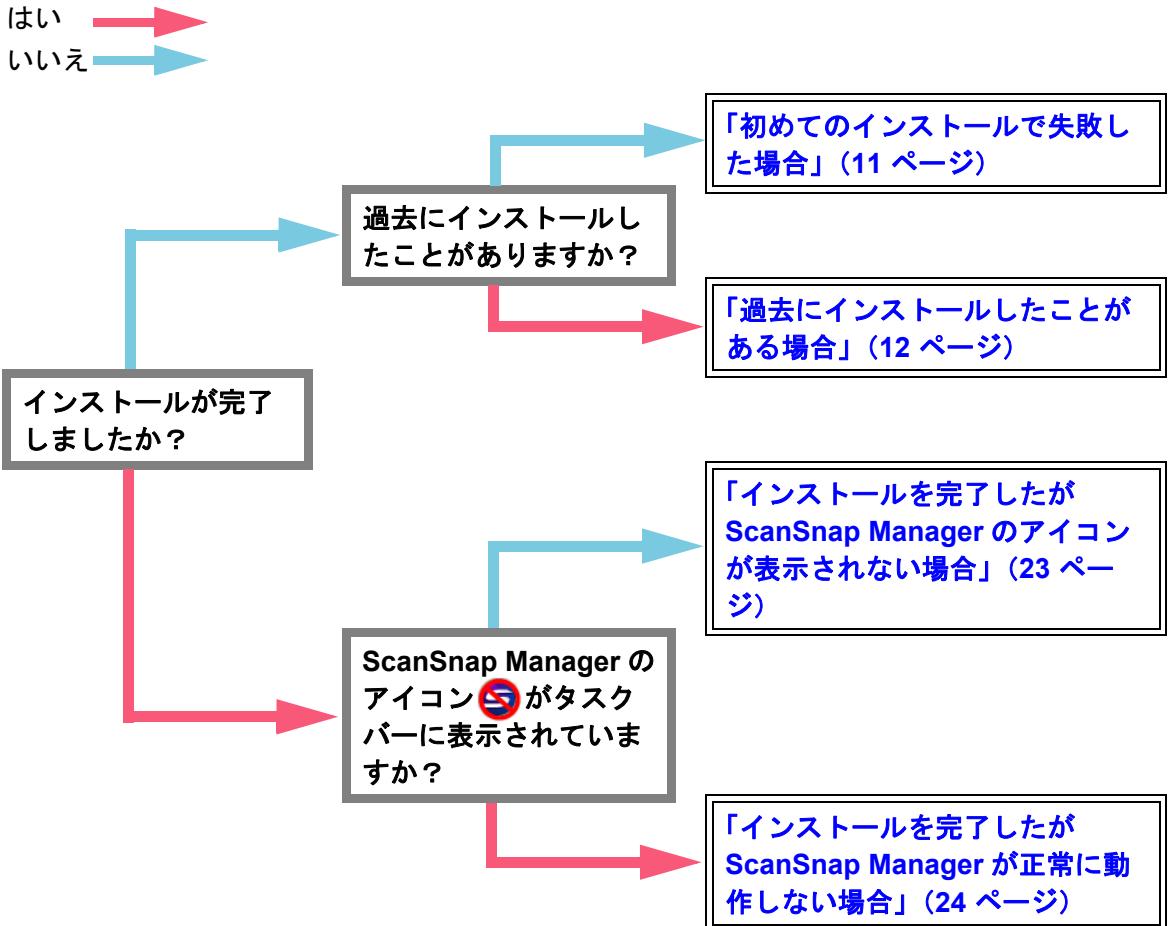 はい
いいえ
「初めてのインストールで失敗し
た場合」（11 ページ）
過去にインストールし
たことがありますか？
「過去にインストールしたことが
ある場合」（12 ページ）
インストールが完了
しましたか？
「インストールを完了したが
ScanSnap Manager のアイコン
が表示されない場合」（23 ペー
ジ）
ScanSnap Manager の
アイコン がタスク
バーに表示されていま
すか？
「インストールを完了したが
ScanSnap Manager が正常に動
作しない場合」（24 ページ）